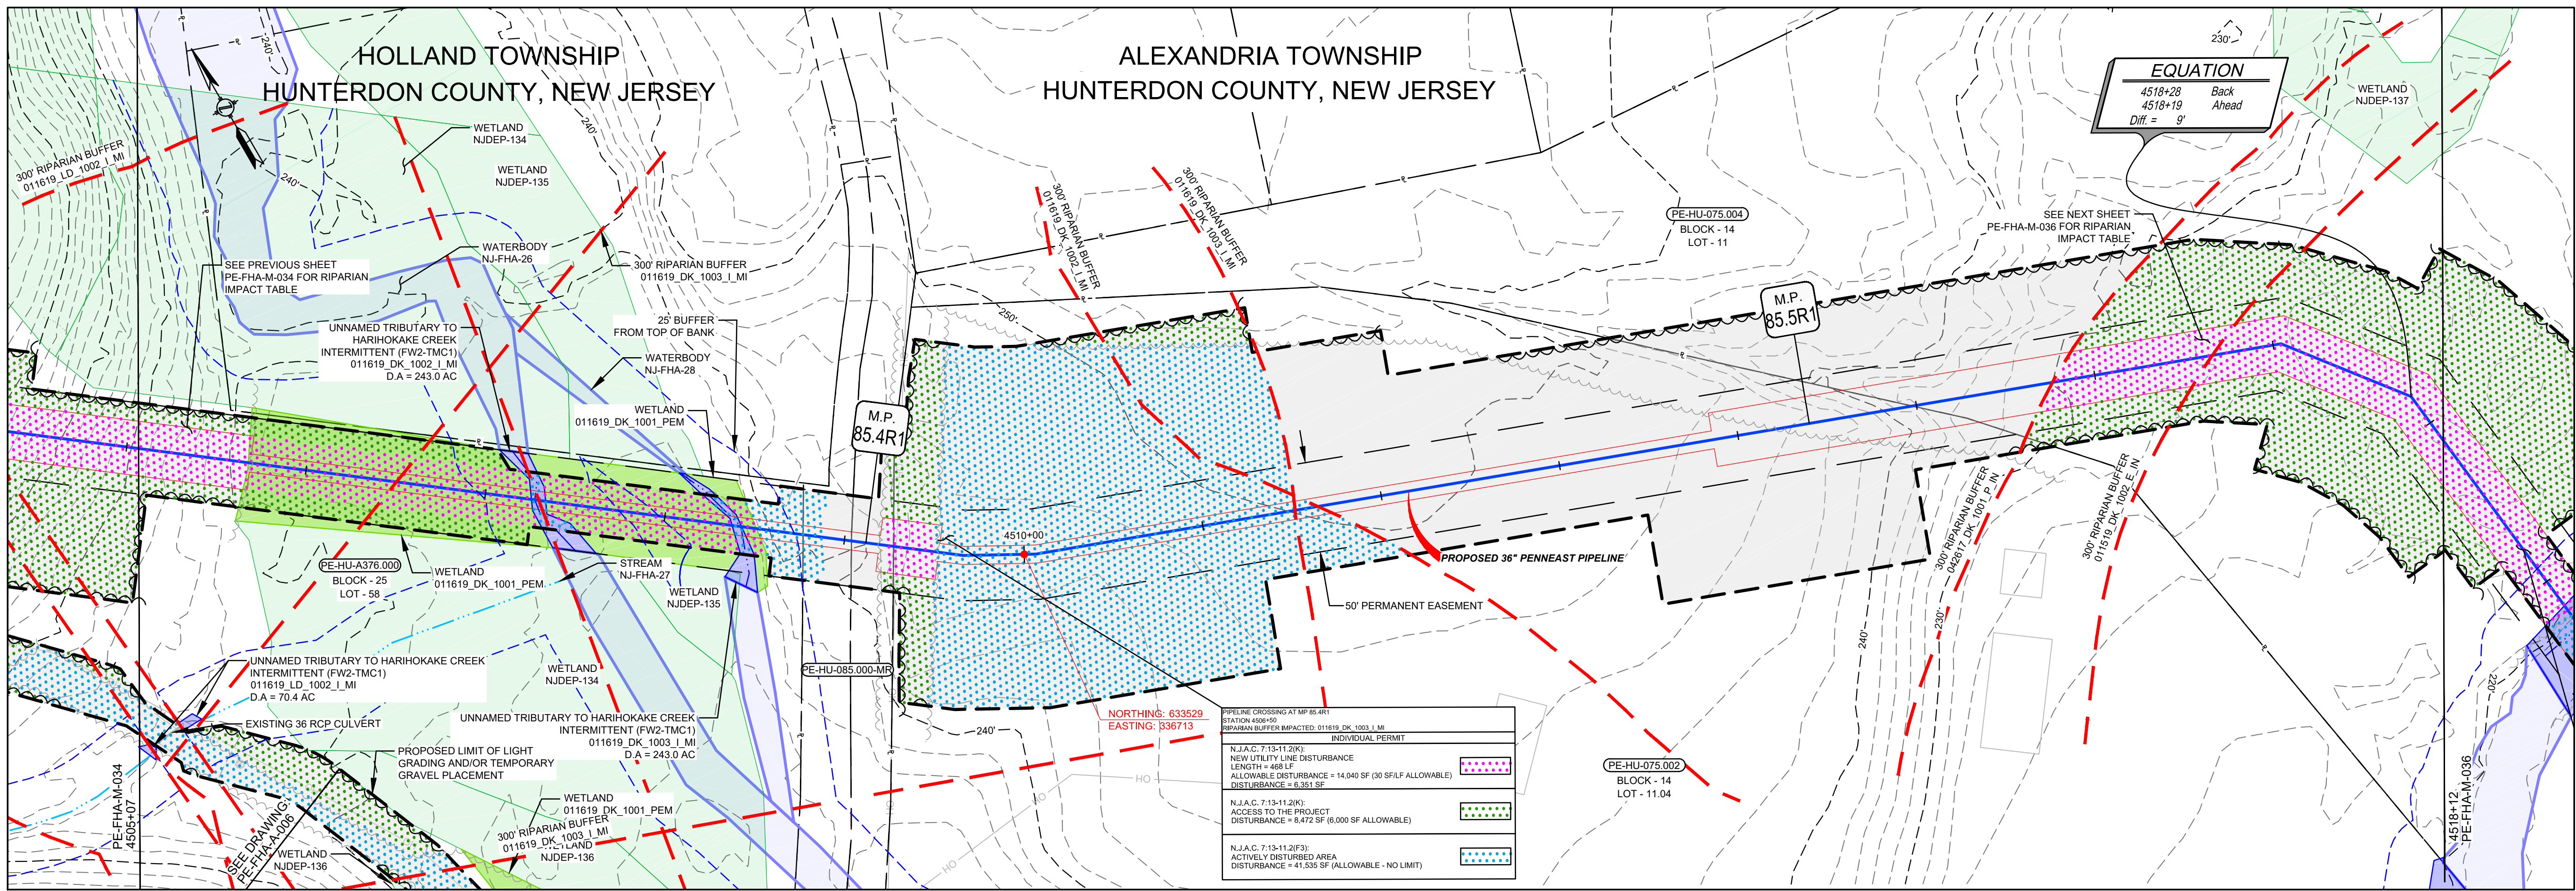 HOLLAND TOWNSHIP
HUNTERDON COUNTY, NEW JERSEY
ALEXANDRIA TOWNSHIP
HUNTERDON COUNTY, NEW JERSEY
EQUATION
4518+28 Back
4518+19 Ahead
Diff. = 9'
230'
WETLAND
NJDEP-137
240'
300' RIPARIAN BUFFER
011619_LD_1002_I_MI
240'
240'
WETLAND
NJDEP-134
WETLAND
NJDEP-135
WATERBODY
NJ-FHA-26
300' RIPARIAN BUFFER
011619_DK_1003_I_MI
SEE PREVIOUS SHEET
PE-FHA-M-034 FOR RIPARIAN
IMPACT TABLE
UNNAMED TRIBUTARY TO
HARIHOKAKE CREEK
INTERMITTENT (FW2-TMC1)
011619_DK_1002_I_MI
D.A = 243.0 AC
25' BUFFER
FROM TOP OF BANK
WATERBODY
NJ-FHA-28
WETLAND
011619_DK_1001_PEM
M.P.
85.4R1
300' RIPARIAN BUFFER
011619_DK_1002_I_MI
300' RIPARIAN BUFFER
011619_DK_1003_I_MI
250'
PE-HU-075.004
BLOCK - 14
LOT - 11
M.P.
85.5R1
SEE NEXT SHEET
PE-FHA-M-036 FOR RIPARIAN
IMPACT TABLE
4510+00
PROPOSED 36" PENNEAST PIPELINE
50' PERMANENT EASEMENT
300' RIPARIAN BUFFER
042617_DK_1001_P_IN
300' RIPARIAN BUFFER
011519_DK_1002_E_IN
230'
240'
220'
PE-HU-A376.000
BLOCK - 25
LOT - 58
WETLAND
011619_DK_1001_PEM
STREAM
NJ-FHA-27
WETLAND
NJDEP-135
WETLAND
NJDEP-134
PE-HU-085.000-MR
UNNAMED TRIBUTARY TO HARIHOKAKE CREEK
INTERMITTENT (FW2-TMC1)
011619_LD_1002_I_MI
D.A = 70.4 AC
EXISTING 36 RCP CULVERT
PROPOSED LIMIT OF LIGHT
GRADING AND/OR TEMPORARY
GRAVEL PLACEMENT
UNNAMED TRIBUTARY TO HARIHOKAKE CREEK
INTERMITTENT (FW2-TMC1)
011619_DK_1003_I_MI
D.A = 243.0 AC
WETLAND
011619_DK_1001_PEM
300' RIPARIAN BUFFER
011619_DK_1003_I_MI
WETLAND
NJDEP-136
SEE DRAWING:
PE-FHA-A-006
WETLAND
NJDEP-136
PE-FHA-M-034
4505+07
NORTHING: 633529
EASTING: 336713
240'
HO
HO
HO
HO
PIPELINE CROSSING AT MP 85.4R1
STATION 4506+50
RIPARIAN BUFFER IMPACTED: 011619_DK_1003_I_MI
INDIVIDUAL PERMIT
N.J.A.C. 7:13-11.2(K):
NEW UTILITY LINE DISTURBANCE
LENGTH = 468 LF
ALLOWABLE DISTURBANCE = 14,040 SF (30 SF/LF ALLOWABLE)
DISTURBANCE = 6,351 SF
N.J.A.C. 7:13-11.2(K):
ACCESS TO THE PROJECT
DISTURBANCE = 8,472 SF (6,000 SF ALLOWABLE)
N.J.A.C. 7:13-11.2(F3):
ACTIVELY DISTURBED AREA
DISTURBANCE = 41,535 SF (ALLOWABLE - NO LIMIT)
PE-HU-075.002
BLOCK - 14
LOT - 11.04
4518+12
PE-FHA-M-036